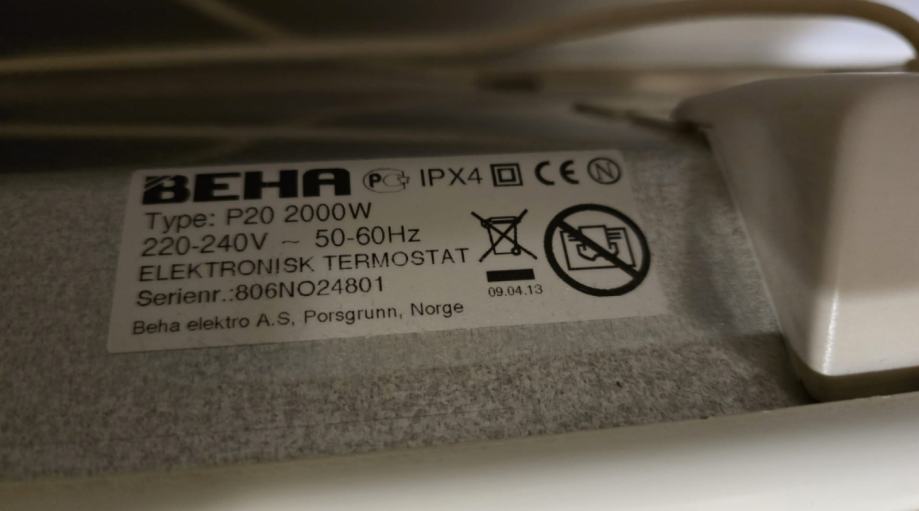 BEHA PG IPX4 CE N
Type: P20 2000W
220-240V ~ 50-60Hz
ELEKTRONISK TERMOSTAT
Serienr.:806NO24801
09.04.13
Beha elektro A.S, Porsgrunn, Norge